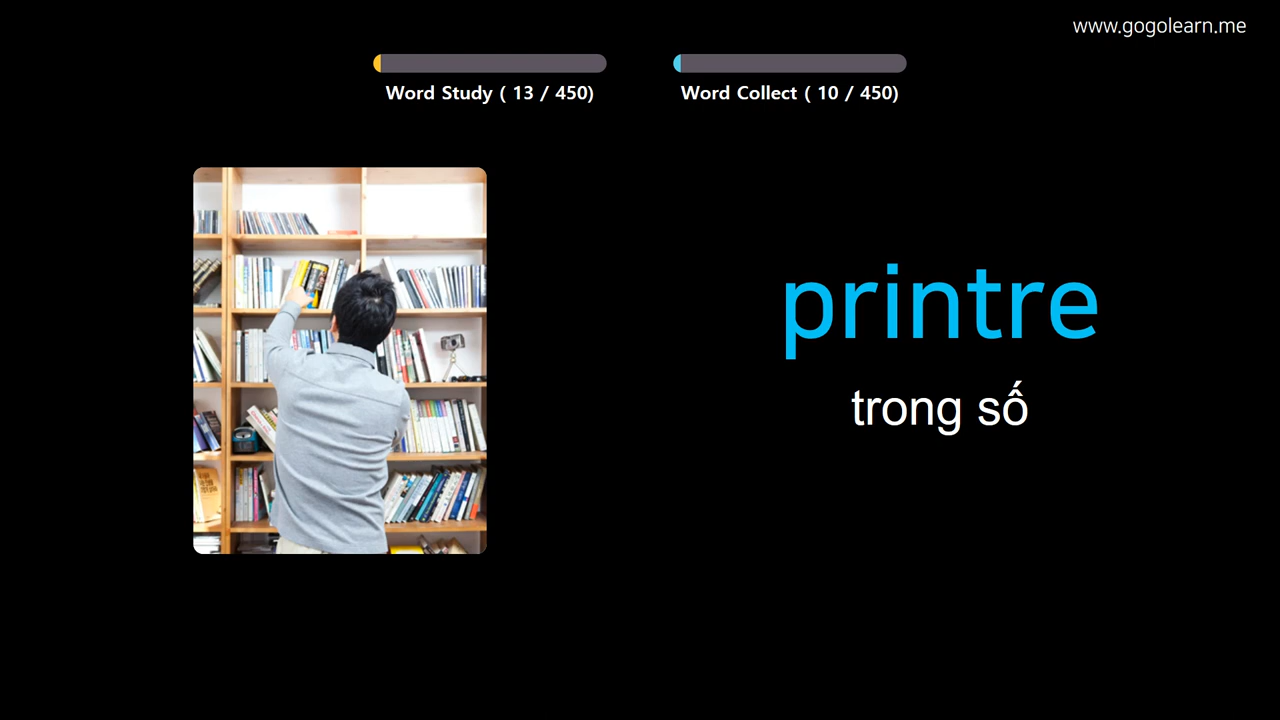 www.gogolearn.me
Word Study ( 13 / 450)
Word Collect ( 10 / 450)
printre
trong số